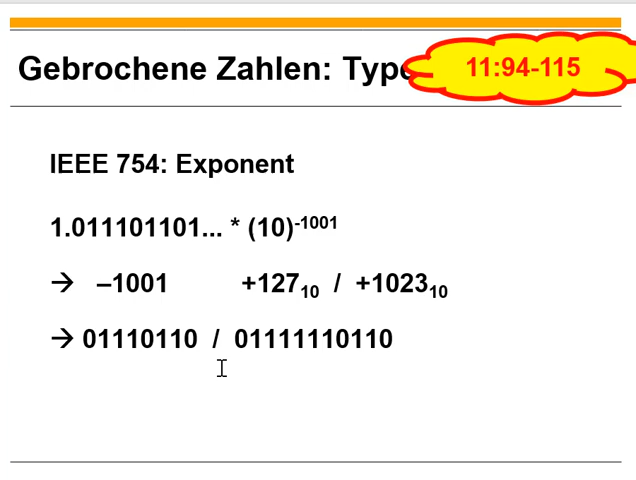 Gebrochene Zahlen: Type
11:94-115
IEEE 754: Exponent
1.011101101... * (10)-1001
→ –1001 +12710 / +102310
→ 01110110 / 01111110110